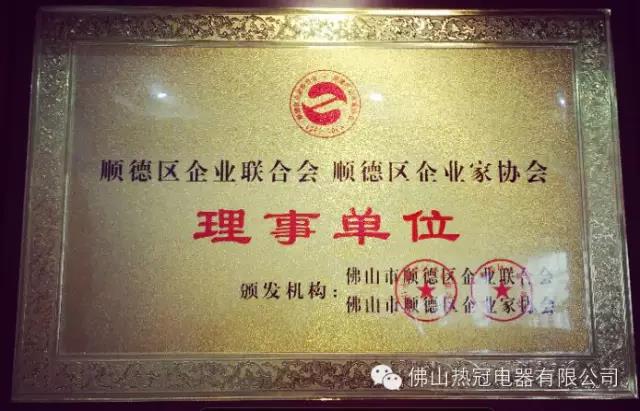 顺德区企业联合会 顺德区企业家协会
理事单位
颁发机构：
佛山市顺德区企业联合会
佛山市顺德区企业家协会
佛山热冠电器有限公司